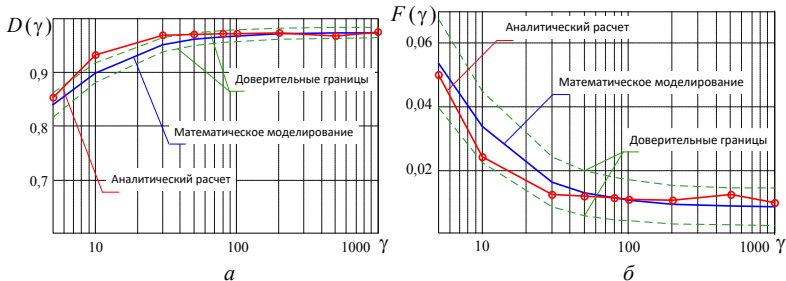 D(γ)
0,9
0,8
0,7
Доверительные границы
Математическое моделирование
Аналитический расчет
10
100
1000
γ
а
F(γ)
0,06
0,04
0,02
Аналитический расчет
Математическое моделирование
Доверительные границы
10
100
1000
γ
б